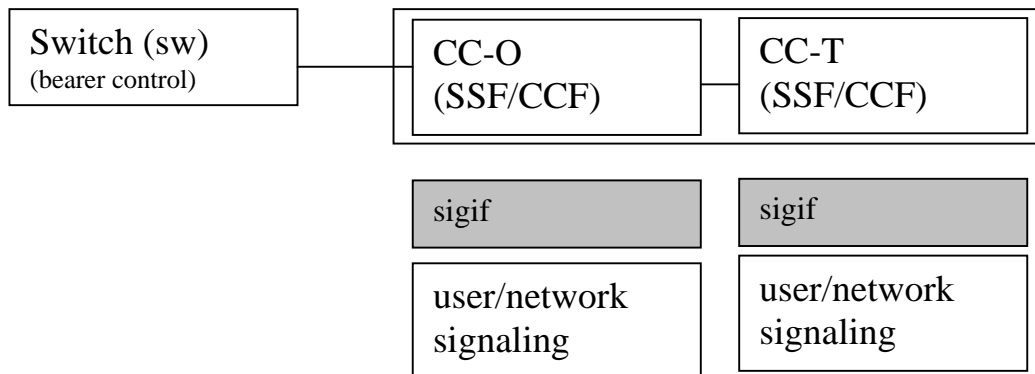 Switch (sw)
(bearer control)
CC-O
(SSF/CCF)
CC-T
(SSF/CCF)
sigif
sigif
user/network
signaling
user/network
signaling